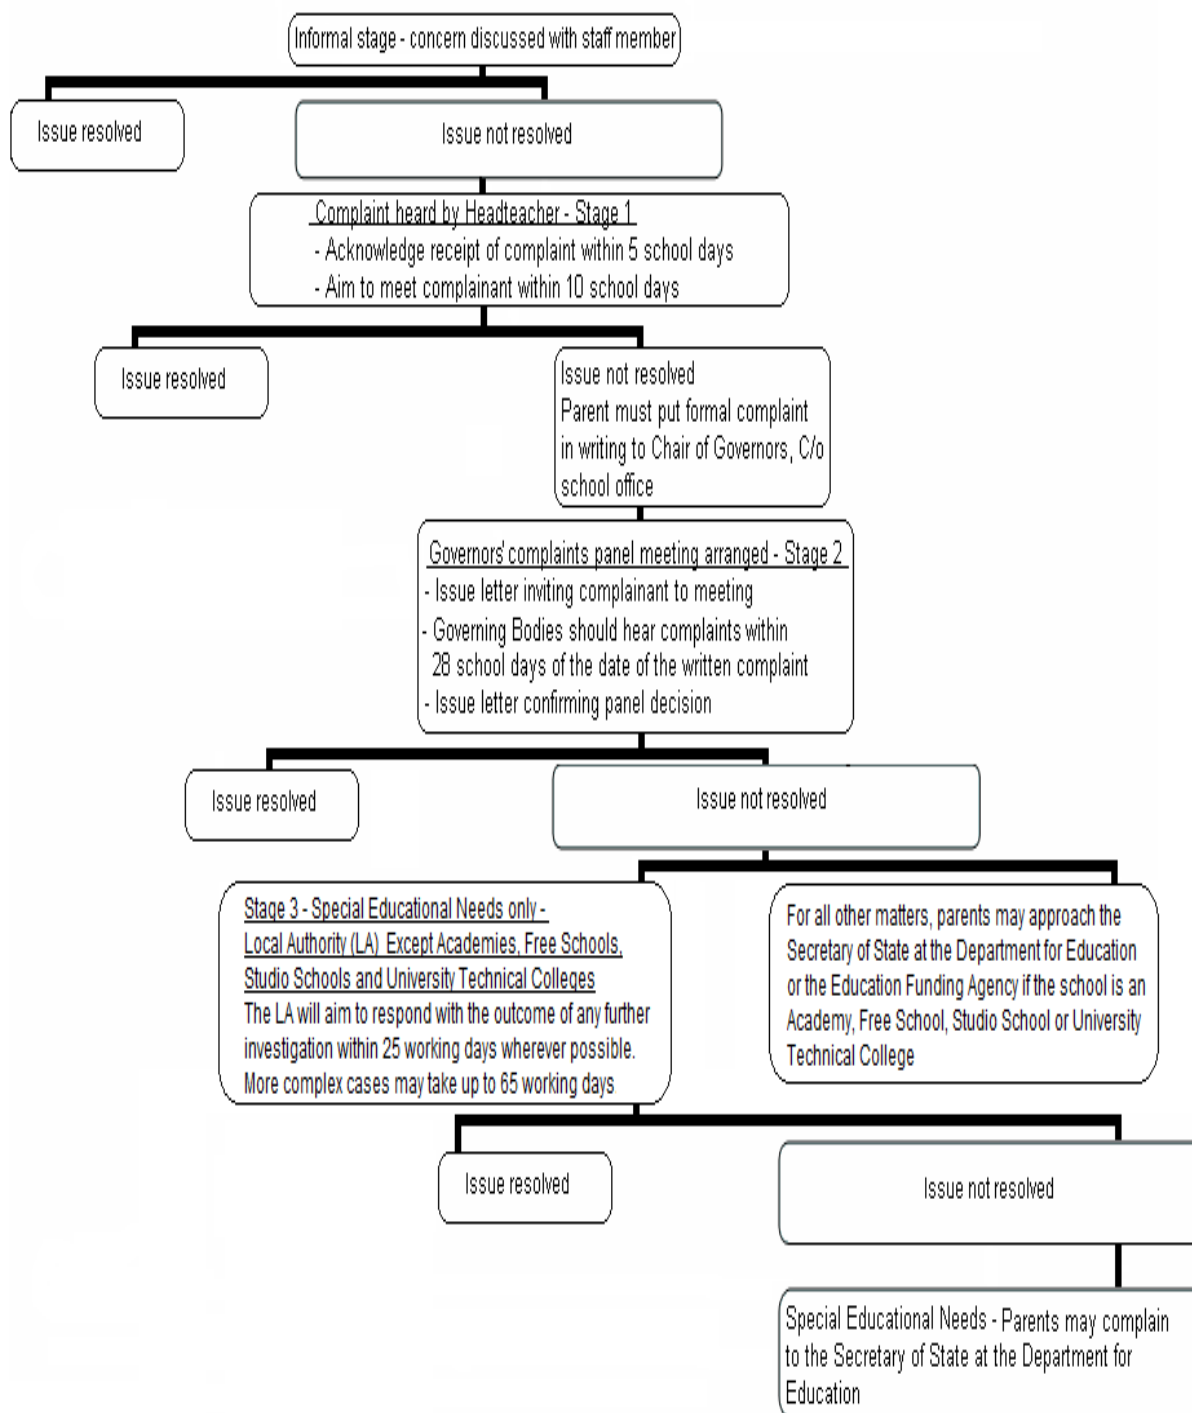 Informal stage - concern discussed with staff member
Issue resolved
Issue not resolved
Complaint heard by Headteacher - Stage 1
- Acknowledge receipt of complaint within 5 school days
- Aim to meet complainant within 10 school days
Issue resolved
Issue not resolved
Parent must put formal complaint
in writing to Chair of Governors, C/o
school office
Governors' complaints panel meeting arranged - Stage 2
- Issue letter inviting complainant to meeting
- Governing Bodies should hear complaints within
28 school days of the date of the written complaint
- Issue letter confirming panel decision
Issue resolved
Issue not resolved
Stage 3 - Special Educational Needs only -
Local Authority (LA) Except Academies, Free Schools,
Studio Schools and University Technical Colleges
The LA will aim to respond with the outcome of any further
investigation within 25 working days wherever possible.
More complex cases may take up to 65 working days
For all other matters, parents may approach the
Secretary of State at the Department for Education
or the Education Funding Agency if the school is an
Academy, Free School, Studio School or University
Technical College
Issue resolved
Issue not resolved
Special Educational Needs - Parents may complain
to the Secretary of State at the Department for
Education